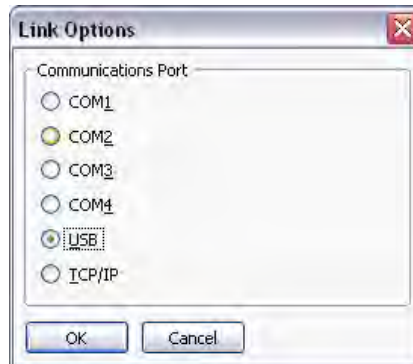 Link Options
Communications Port
COM1
COM2
COM3
COM4
USB
TCP/IP
OK Cancel